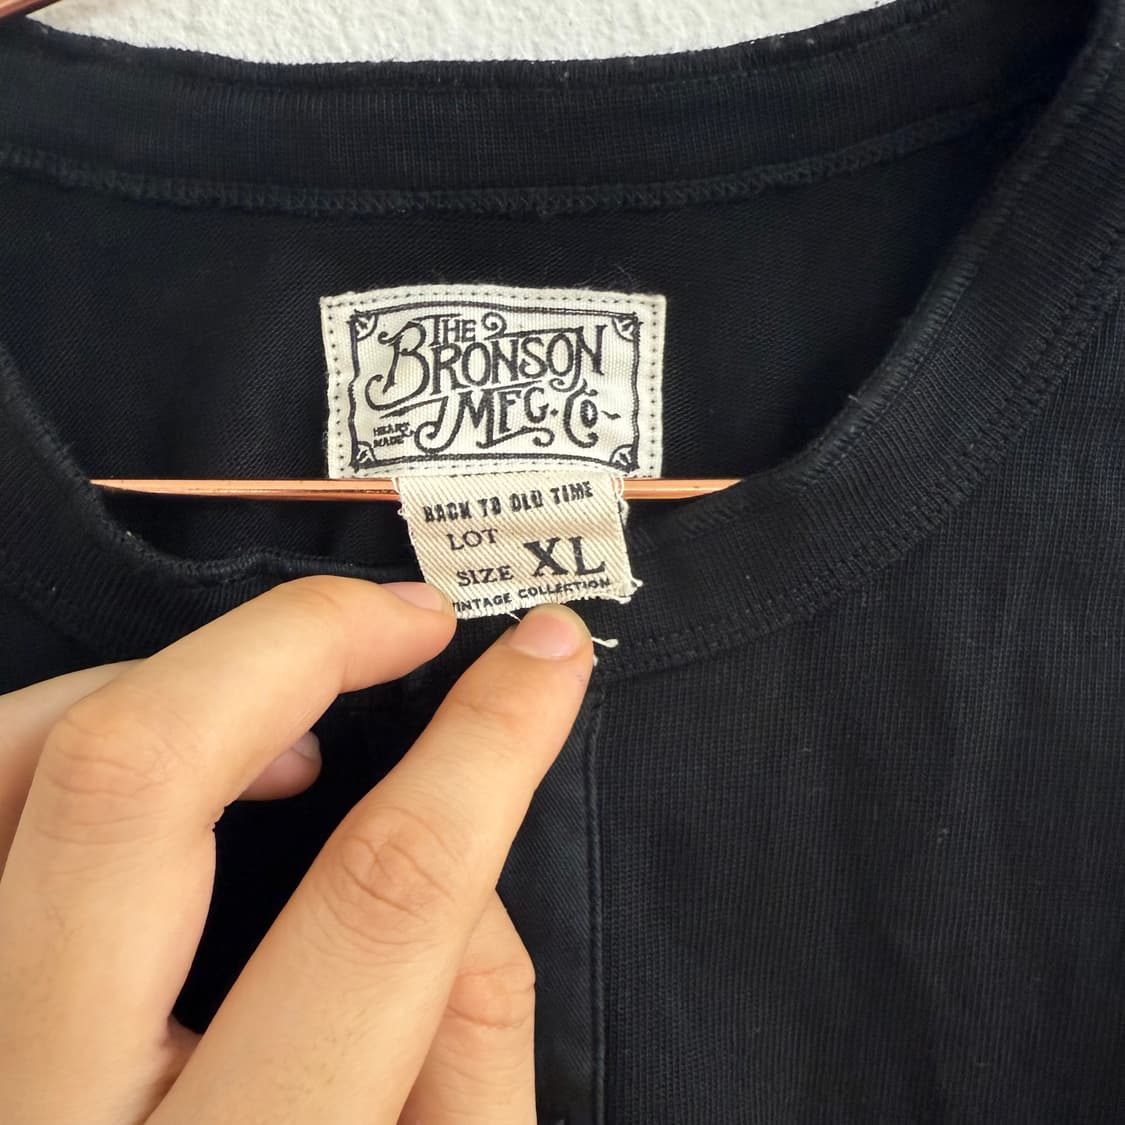 THE
BRONSON
MFG. Co
HEART
MADE
BACK TO OLD TIME
LOT
SIZE XL
VINTAGE COLLECTION